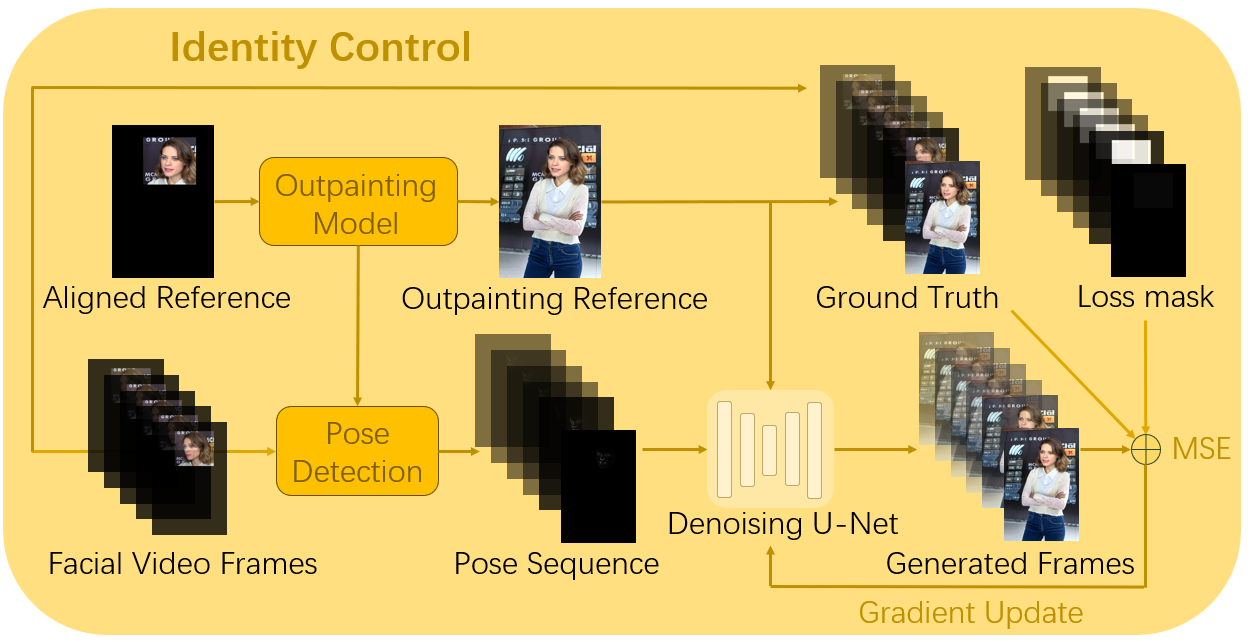 Identity Control
Outpainting
Model
Aligned Reference
Outpainting Reference
Ground Truth
Loss mask
Pose
Detection
MSE
Facial Video Frames
Pose Sequence
Denoising U-Net
Generated Frames
Gradient Update